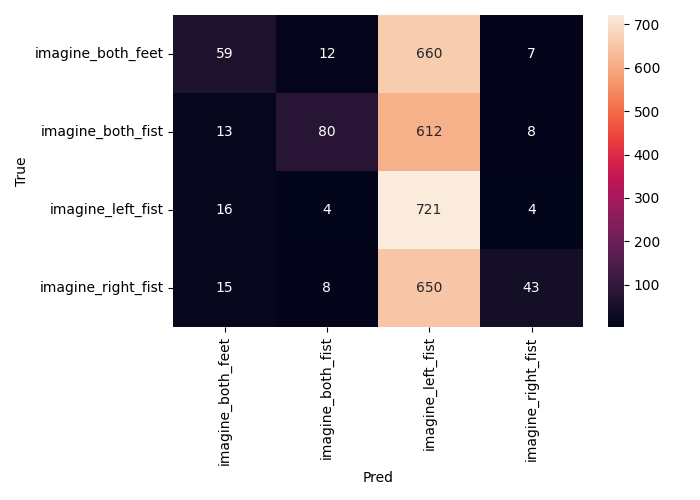 imagine_both_feet 59 12 660 7
imagine_both_fist 13 80 612 8
imagine_left_fist 16 4 721 4
imagine_right_fist 15 8 650 43
True
imagine_both_feet
imagine_both_fist
imagine_left_fist
imagine_right_fist
Pred
700
600
500
400
300
200
100